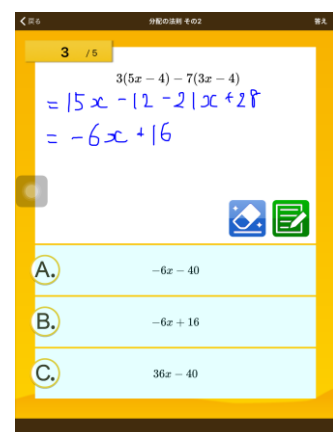 戻る 分配の法則 その2 答え
3 /5
3(5x − 4) − 7(3x − 4)
= 15x - 12 - 21x + 28
= -6x + 16
A. −6x − 40
B. −6x + 16
C. 36x − 40